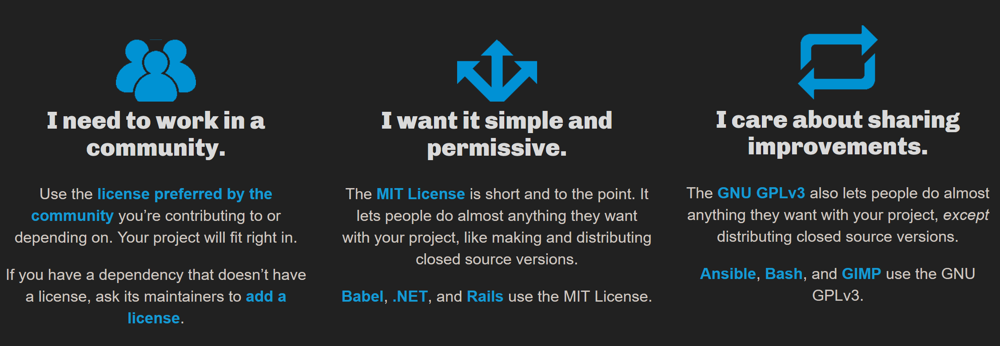 I need to work in a
community.
Use the license preferred by the
community you’re contributing to or
depending on. Your project will fit right in.
If you have a dependency that doesn’t have
a license, ask its maintainers to add a
license.
I want it simple and
permissive.
The MIT License is short and to the point. It
lets people do almost anything they want
with your project, like making and distributing
closed source versions.
Babel, .NET, and Rails use the MIT License.
I care about sharing
improvements.
The GNU GPLv3 also lets people do almost
anything they want with your project, except
distributing closed source versions.
Ansible, Bash, and GIMP use the GNU
GPLv3.